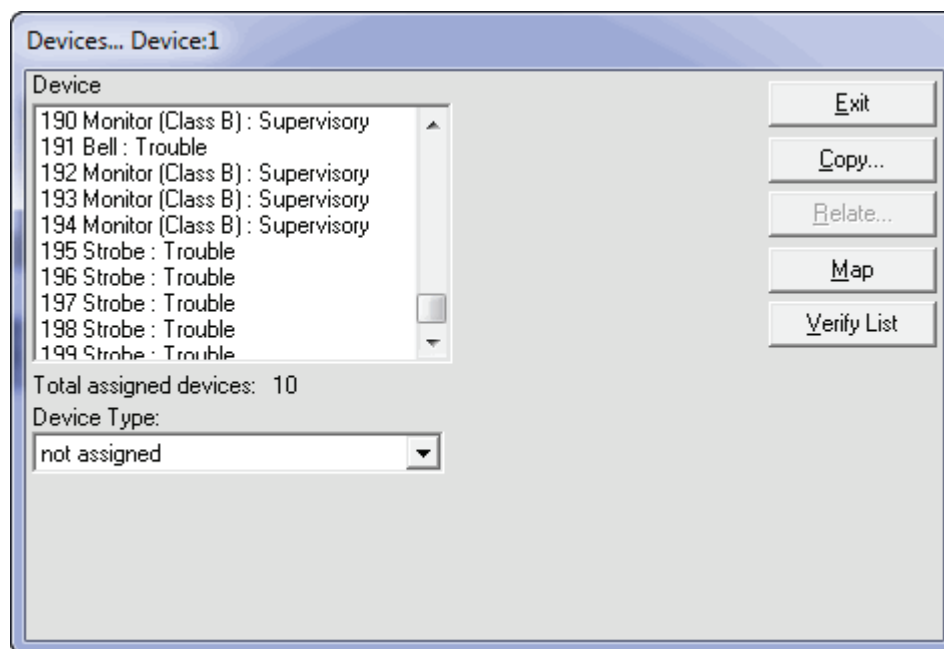 Devices... Device:1
Device
190 Monitor (Class B) : Supervisory
191 Bell : Trouble
192 Monitor (Class B) : Supervisory
193 Monitor (Class B) : Supervisory
194 Monitor (Class B) : Supervisory
195 Strobe : Trouble
196 Strobe : Trouble
197 Strobe : Trouble
198 Strobe : Trouble
199 Strobe : Trouble
Total assigned devices: 10
Device Type:
not assigned
Exit
Copy...
Relate...
Map
Verify List